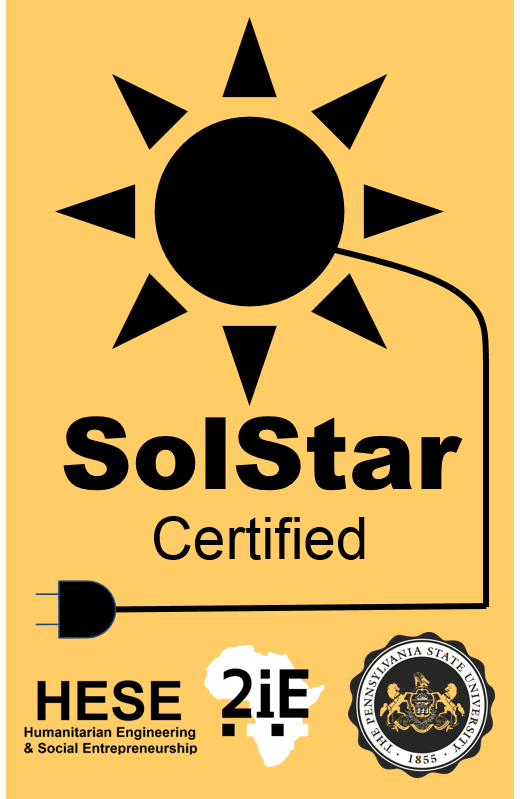 SolStar
Certified
HESE
Humanitarian Engineering
& Social Entrepreneurship
2iE
THE PENNSYLVANIA STATE UNIVERSITY
· 1855 ·